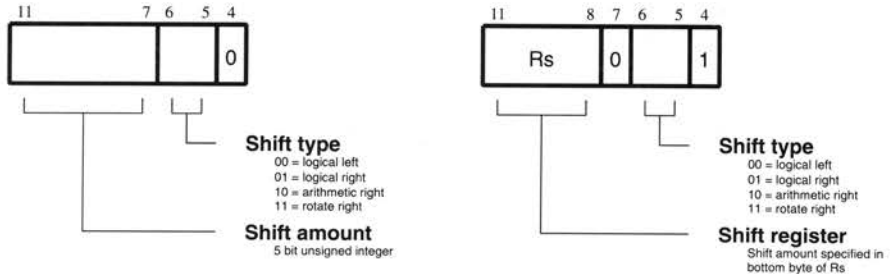 11 7 6 5 4
0
Shift type
00 = logical left
01 = logical right
10 = arithmetic right
11 = rotate right
Shift amount
5 bit unsigned integer
11 8 7 6 5 4
Rs 0 1
Shift type
00 = logical left
01 = logical right
10 = arithmetic right
11 = rotate right
Shift register
Shift amount specified in
bottom byte of Rs